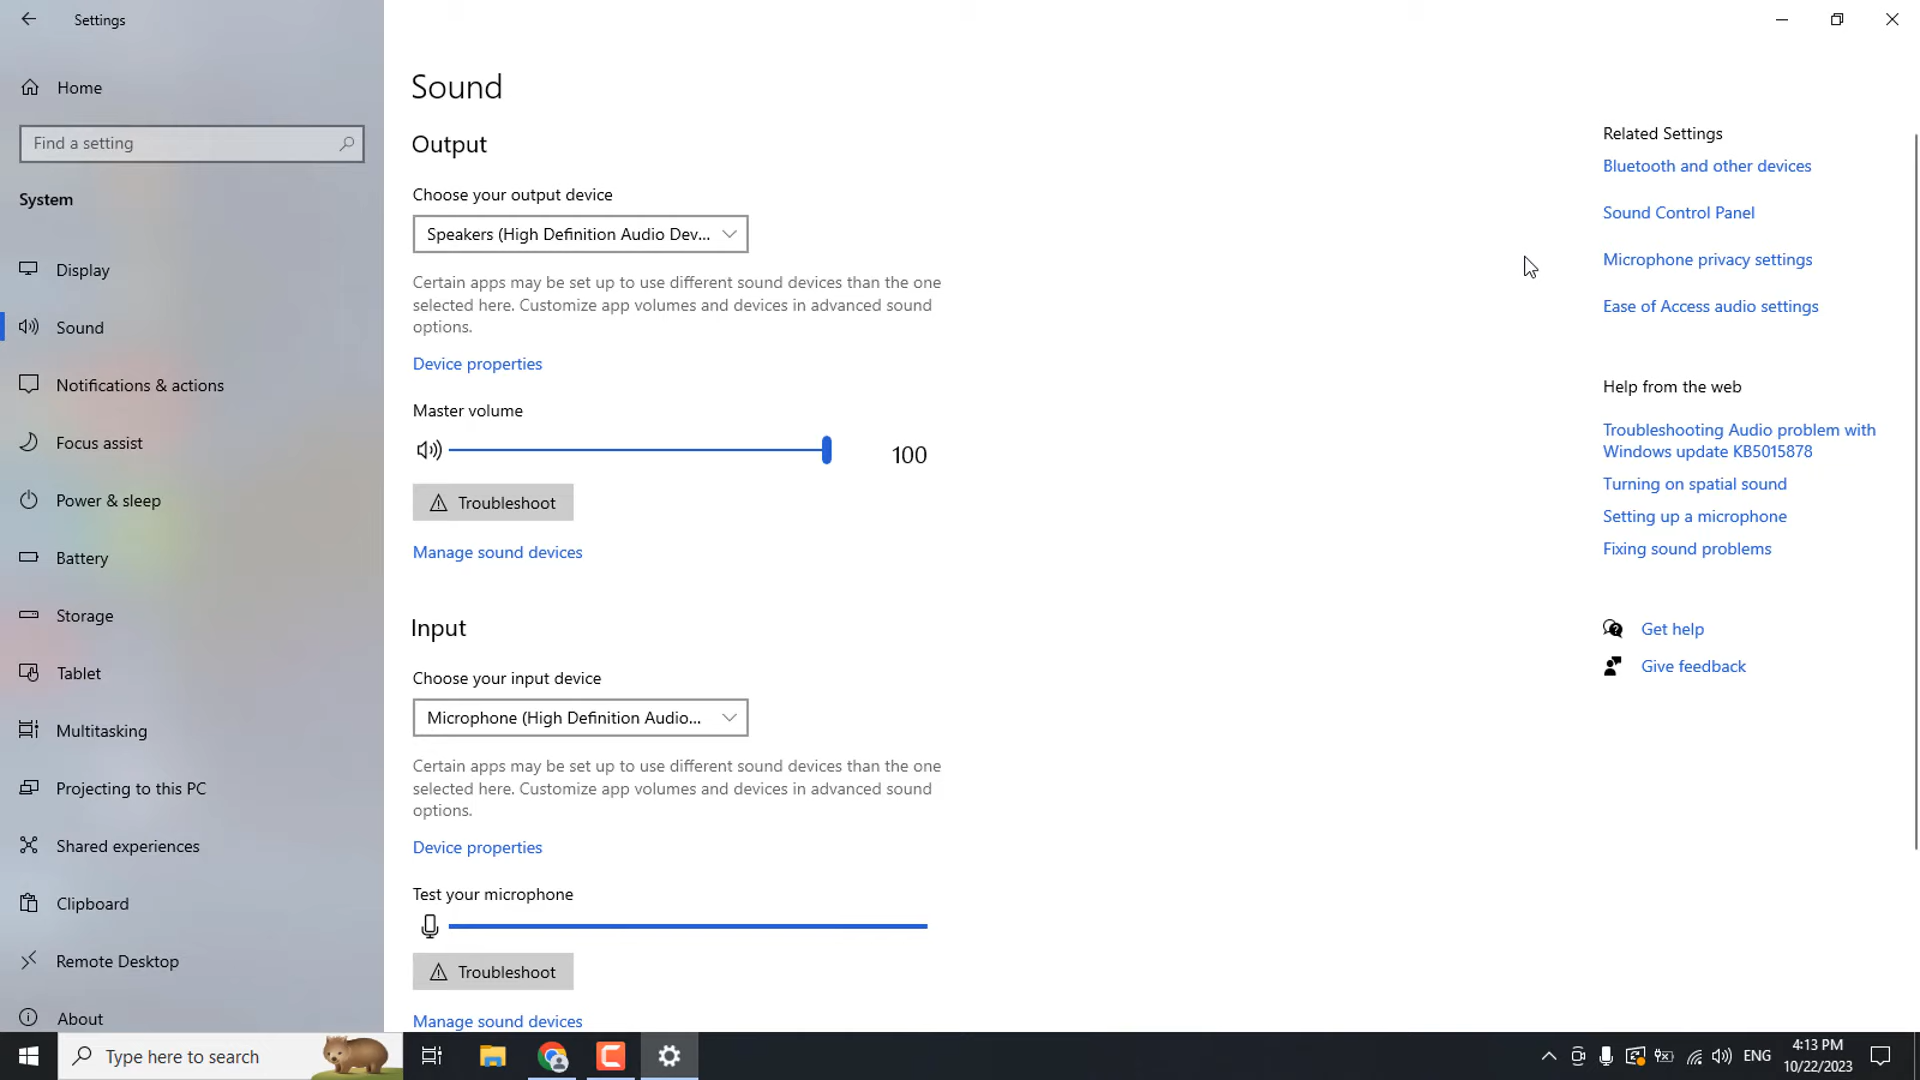 Settings
Home
Find a setting
System
Display
Sound
Notifications & actions
Focus assist
Power & sleep
Battery
Storage
Tablet
Multitasking
Projecting to this PC
Shared experiences
Clipboard
Remote Desktop
About
Sound
Output
Choose your output device
Speakers (High Definition Audio Dev...
Certain apps may be set up to use different sound devices than the one
selected here. Customize app volumes and devices in advanced sound
options.
Device properties
Master volume
100
Troubleshoot
Manage sound devices
Input
Choose your input device
Microphone (High Definition Audio...
Certain apps may be set up to use different sound devices than the one
selected here. Customize app volumes and devices in advanced sound
options.
Device properties
Test your microphone
Troubleshoot
Manage sound devices
Related Settings
Bluetooth and other devices
Sound Control Panel
Microphone privacy settings
Ease of Access audio settings
Help from the web
Troubleshooting Audio problem with
Windows update KB5015878
Turning on spatial sound
Setting up a microphone
Fixing sound problems
Get help
Give feedback
Type here to search
ENG
4:13 PM
10/22/2023